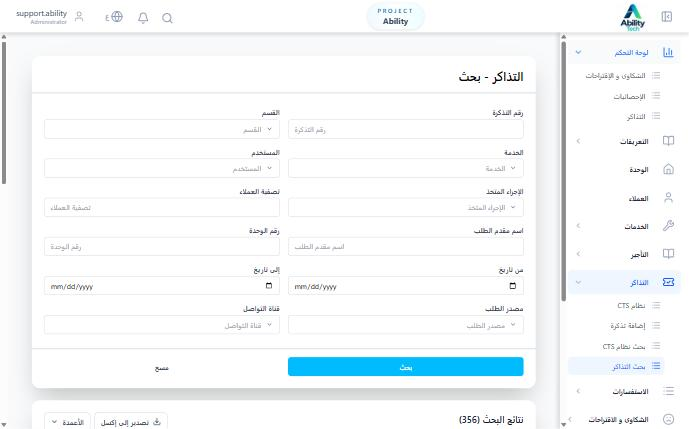 support.ability
Administrator
ع
PROJECT
Ability
Ability
tech
لوحة التحكم
الشكاوى و الإقتراحات
الإحصائيات
التذاكر
التعريفات
الوحدة
العملاء
الخدمات
التأجير
التذاكر
نظام CTS
إضافة تذكرة
بحث نظام CTS
بحث التذاكر
الاستفسارات
الشكاوى و الاقتراحات
التذاكر - بحث
رقم التذكرة
القسم
رقم التذكرة
القسم
الخدمة
المستخدم
الخدمة
المستخدم
الإجراء المتخذ
تصفية العملاء
الإجراء المتخذ
تصفية العملاء
اسم مقدم الطلب
رقم الوحدة
اسم مقدم الطلب
رقم الوحدة
من تاريخ
إلى تاريخ
mm/dd/yyyy
mm/dd/yyyy
مصدر الطلب
قناة التواصل
مصدر الطلب
قناة التواصل
بحث
مسح
نتائج البحث (356)
تصدير إلى إكسل
الأعمدة